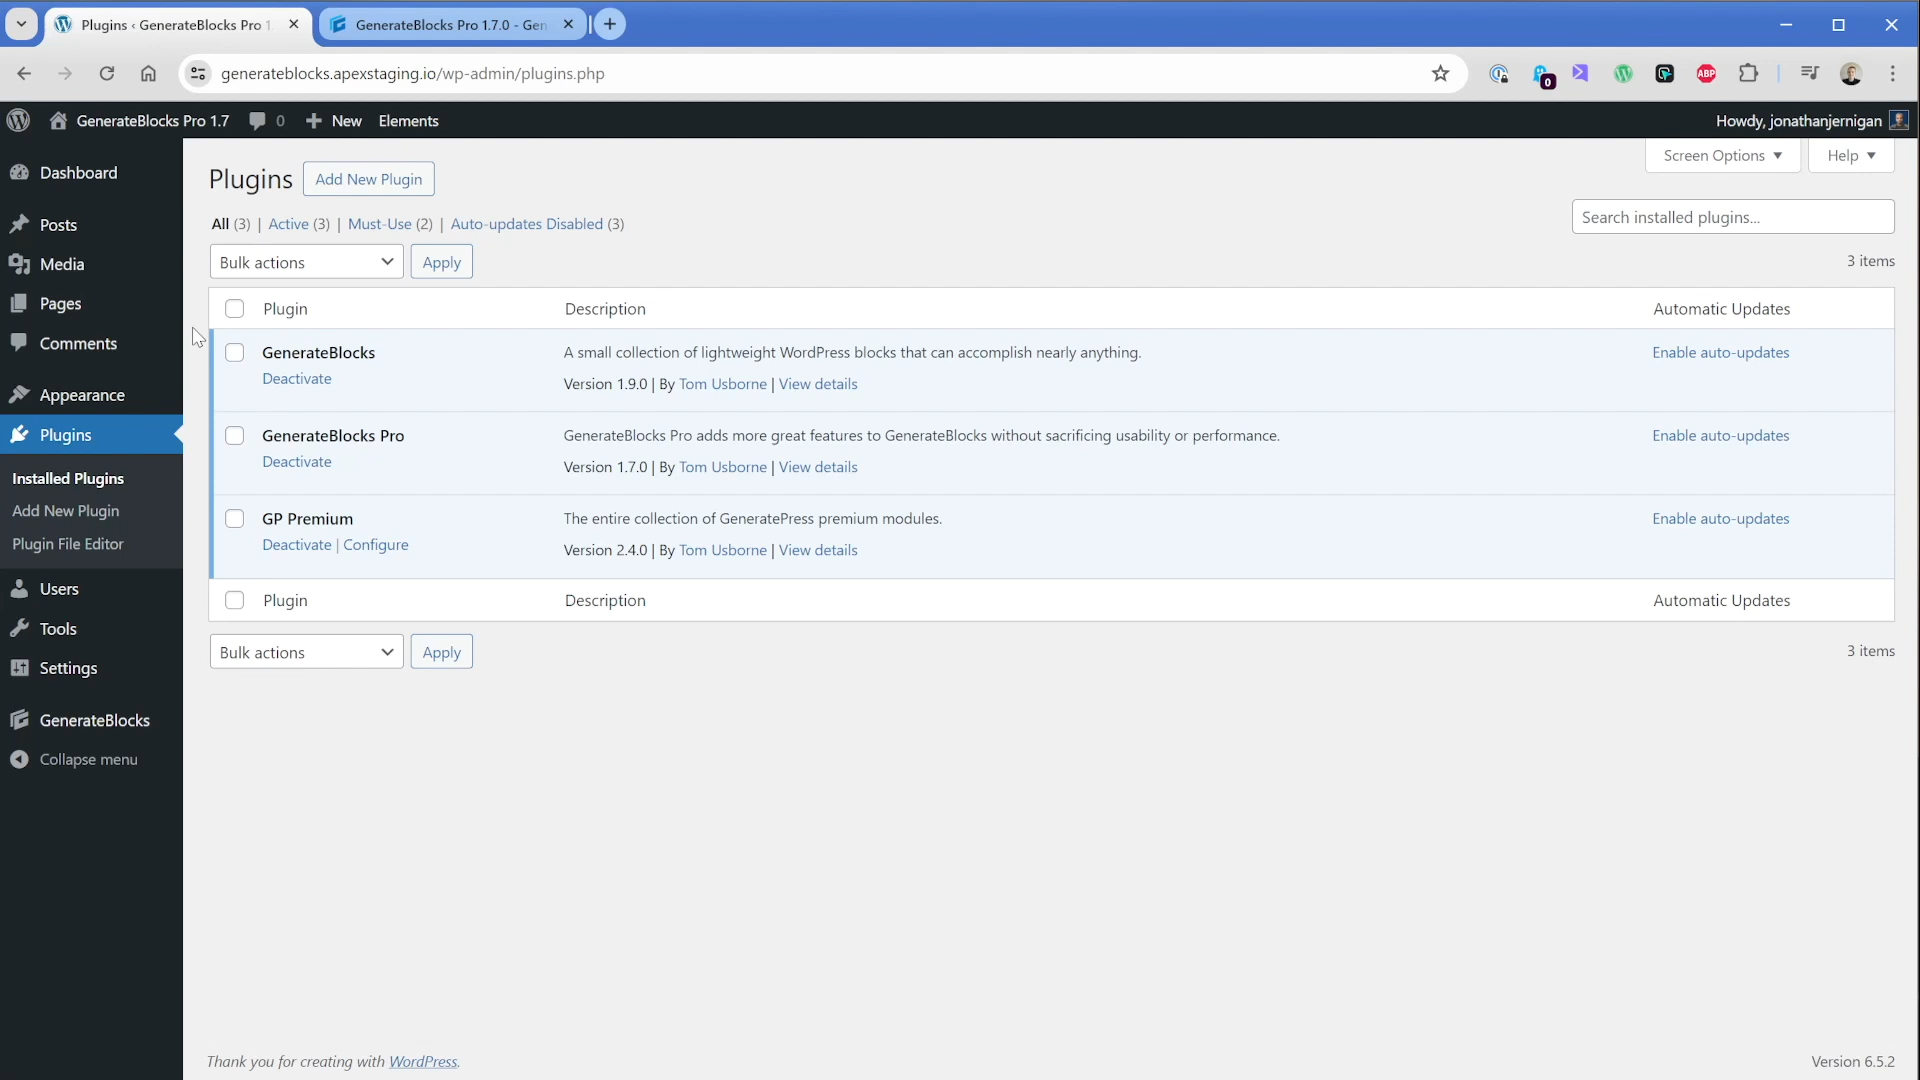 Plugins ‹ GenerateBlocks Pro 1
GenerateBlocks Pro 1.7.0 - Gen
generateblocks.apexstaging.io/wp-admin/plugins.php
0
ABP
GenerateBlocks Pro 1.7
0
New
Elements
Howdy, jonathanjernigan
Dashboard
Posts
Media
Pages
Comments
Appearance
Plugins
Installed Plugins
Add New Plugin
Plugin File Editor
Users
Tools
Settings
GenerateBlocks
Collapse menu
Screen Options
Help
Plugins
Add New Plugin
All (3) | Active (3) | Must-Use (2) | Auto-updates Disabled (3)
Search installed plugins...
Bulk actions
Apply
3 items
Plugin
Description
Automatic Updates
GenerateBlocks
Deactivate
A small collection of lightweight WordPress blocks that can accomplish nearly anything.
Version 1.9.0 | By Tom Usborne | View details
Enable auto-updates
GenerateBlocks Pro
Deactivate
GenerateBlocks Pro adds more great features to GenerateBlocks without sacrificing usability or performance.
Version 1.7.0 | By Tom Usborne | View details
Enable auto-updates
GP Premium
Deactivate | Configure
The entire collection of GeneratePress premium modules.
Version 2.4.0 | By Tom Usborne | View details
Enable auto-updates
Plugin
Description
Automatic Updates
Bulk actions
Apply
3 items
Thank you for creating with WordPress.
Version 6.5.2